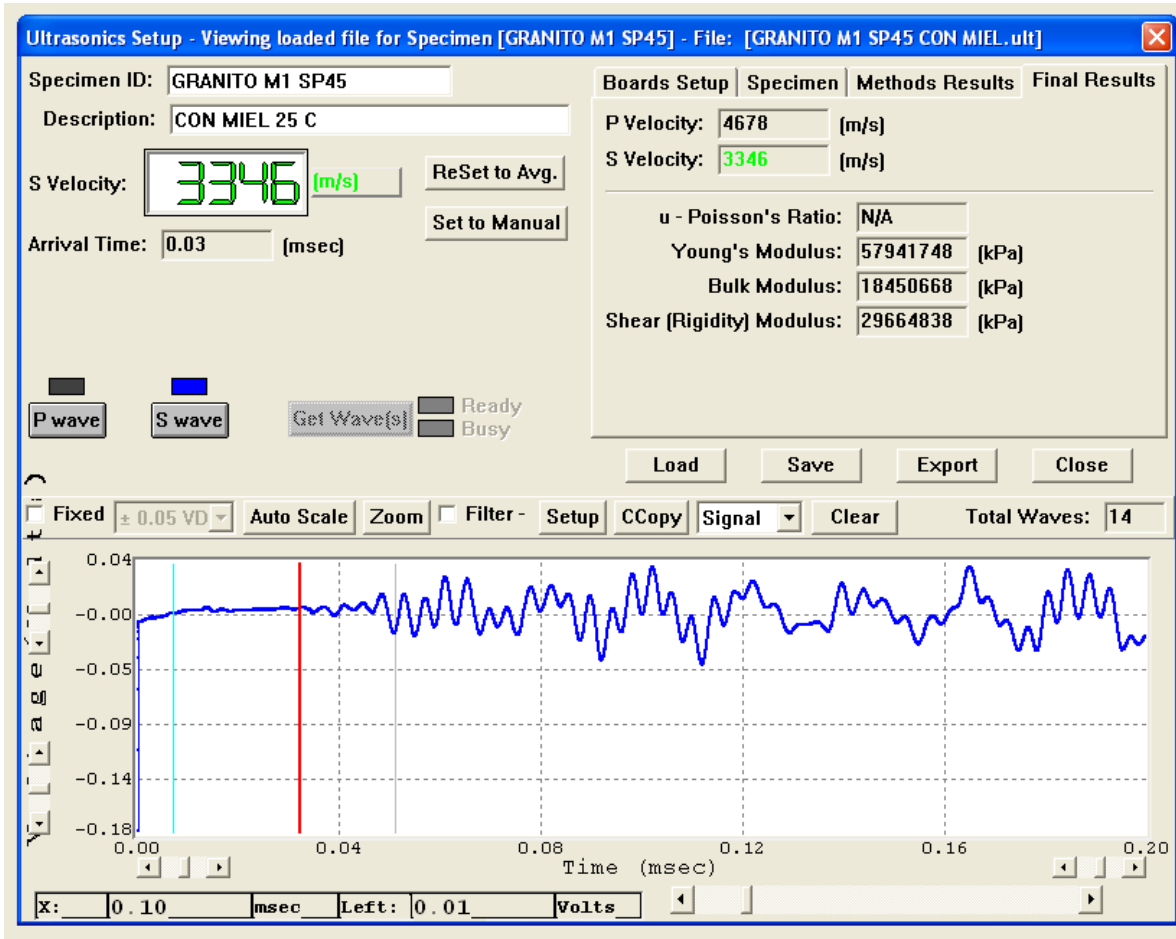 Ultrasonics Setup - Viewing loaded file for Specimen [GRANITO M1 SP45] - File: [GRANITO M1 SP45 CON MIEL.ult]
Specimen ID: GRANITO M1 SP45
Description: CON MIEL 25 C
S Velocity: 3346 (m/s)
ReSet to Avg.
Set to Manual
Arrival Time: 0.03 (msec)
P wave
S wave
Get Wave(s)
Ready
Busy
Boards Setup Specimen Methods Results Final Results
P Velocity: 4678 (m/s)
S Velocity: 3346 (m/s)
u - Poisson's Ratio: N/A
Young's Modulus: 57941748 (kPa)
Bulk Modulus: 18450668 (kPa)
Shear (Rigidity) Modulus: 29664838 (kPa)
Load Save Export Close
Fixed ± 0.05 VD Auto Scale Zoom Filter - Setup CCopy Signal Clear Total Waves: 14
0.04
-0.00
-0.05
-0.09
-0.14
-0.18
0.00 0.04 0.08 0.12 0.16 0.20
Time (msec)
X: 0.10 msec Left: 0.01 Volts